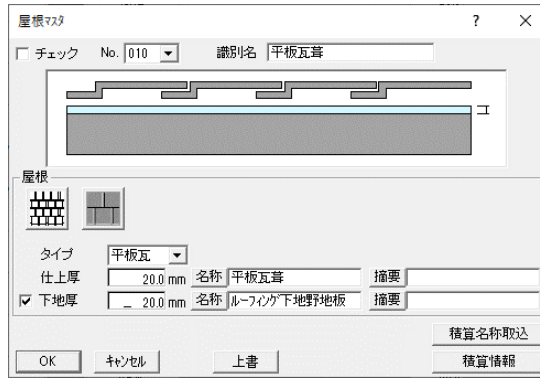 屋根ﾏｽﾀ ? ×
チェック No. 010 識別名 平板瓦葺
屋根
タイプ 平板瓦
仕上厚 20.0 mm 名称 平板瓦葺 摘要
下地厚 20.0 mm 名称 ﾙｰﾌｨﾝｸﾞ下地野地板 摘要
積算名称取込
OK ｷｬﾝｾﾙ 上書 積算情報